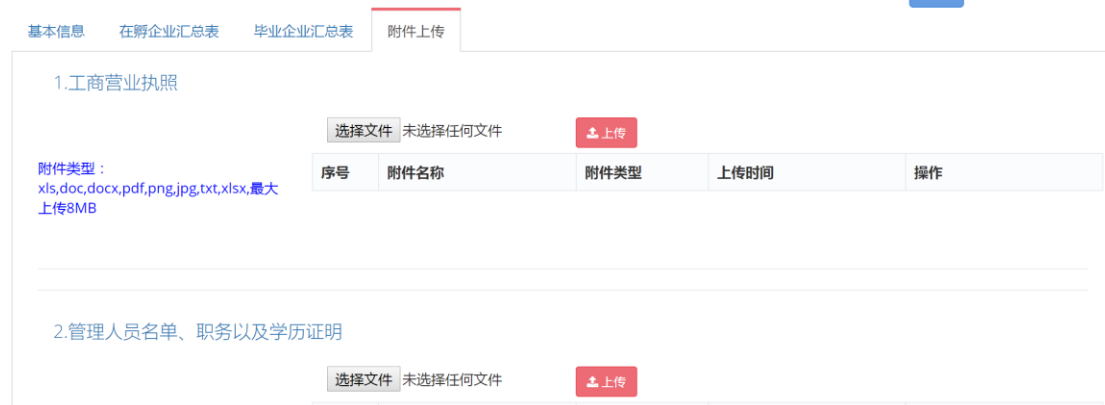 基本信息 在孵企业汇总表 毕业企业汇总表 附件上传
1.工商营业执照
选择文件 未选择任何文件 上传
附件类型：
xls,doc,docx,pdf,png,jpg,txt,xlsx,最大
上传8MB
序号 附件名称 附件类型 上传时间 操作
2.管理人员名单、职务以及学历证明
选择文件 未选择任何文件 上传